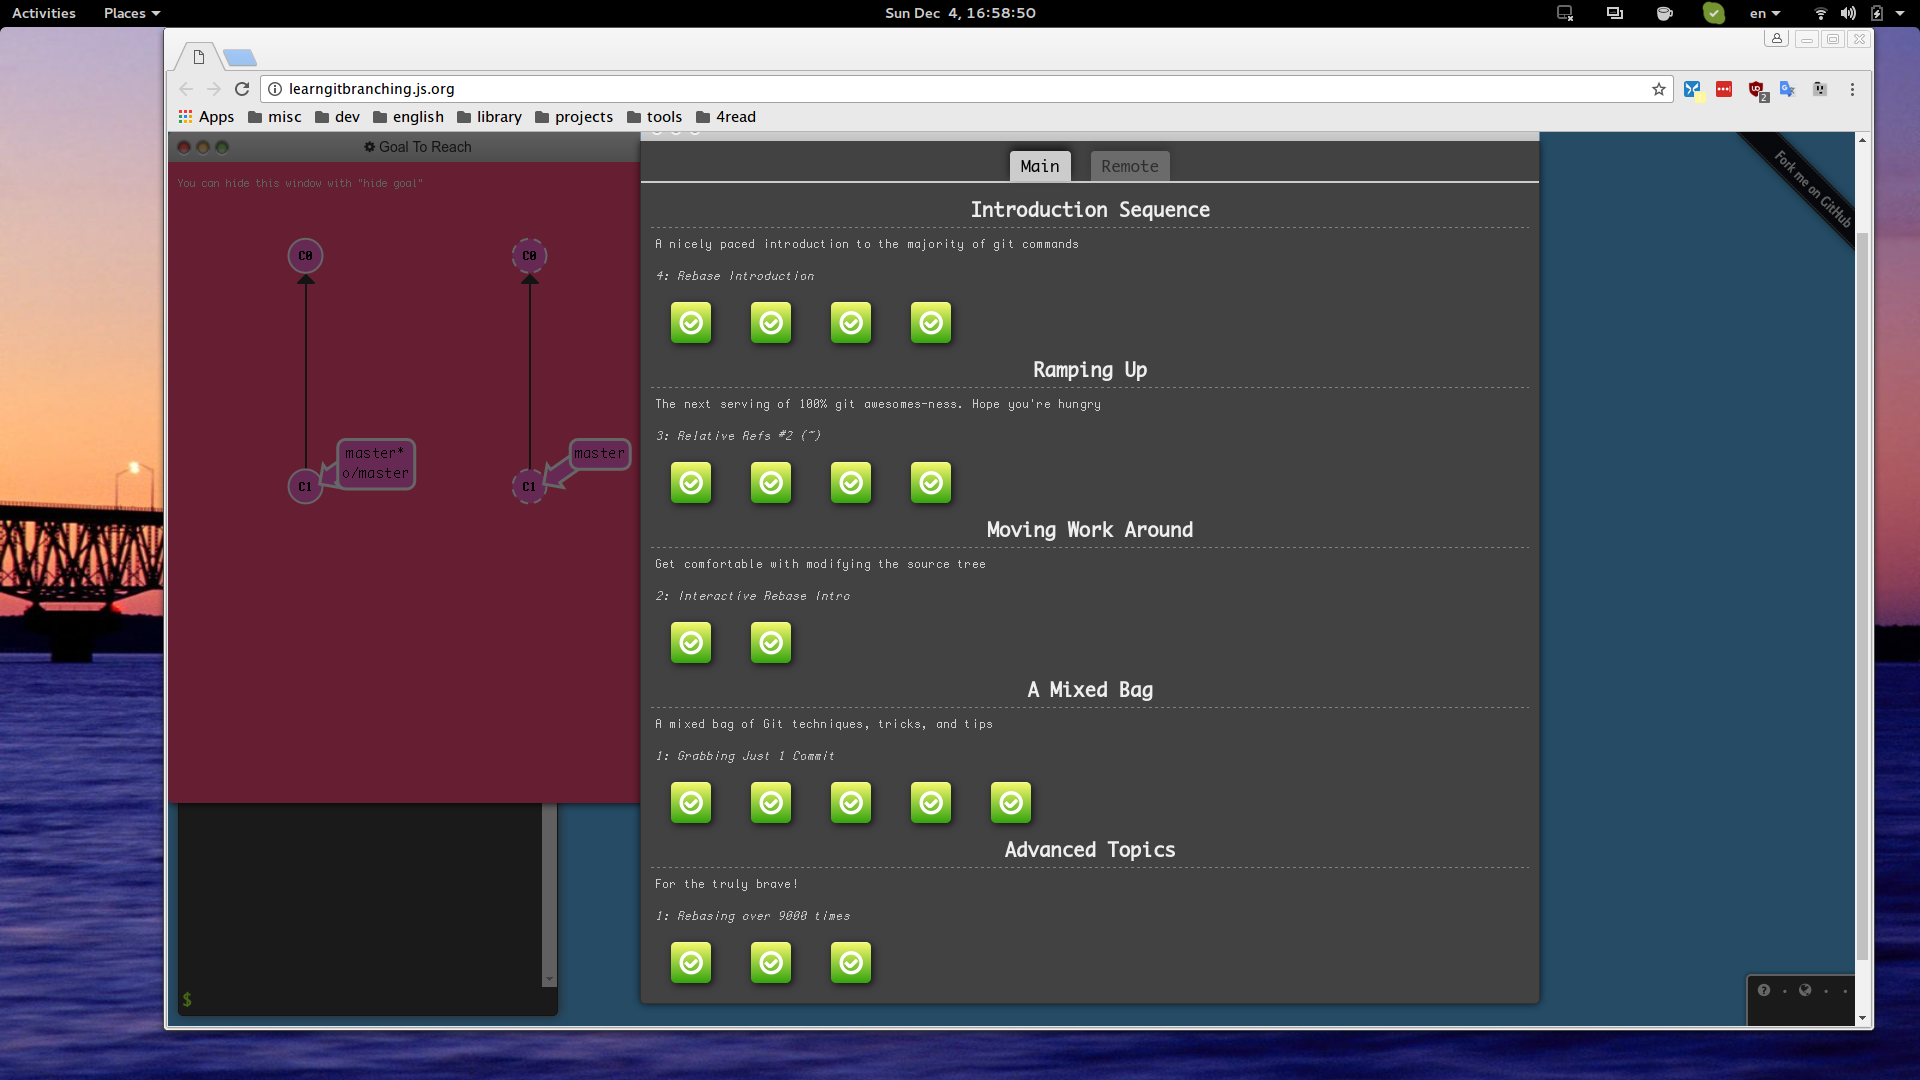 Activities Places Sun Dec 4, 16:58:50 en
learngitbranching.js.org
Apps misc dev english library projects tools 4read
2
Goal To Reach
You can hide this window with "hide goal"
C0 C0
master*
o/master
master
C1 C1
$
Main Remote
Introduction Sequence
A nicely paced introduction to the majority of git commands
4: Rebase Introduction
Ramping Up
The next serving of 100% git awesomes-ness. Hope you're hungry
3: Relative Refs #2 (~)
Moving Work Around
Get comfortable with modifying the source tree
2: Interactive Rebase Intro
A Mixed Bag
A mixed bag of Git techniques, tricks, and tips
1: Grabbing Just 1 Commit
Advanced Topics
For the truly brave!
1: Rebasing over 9000 times
Fork me on GitHub